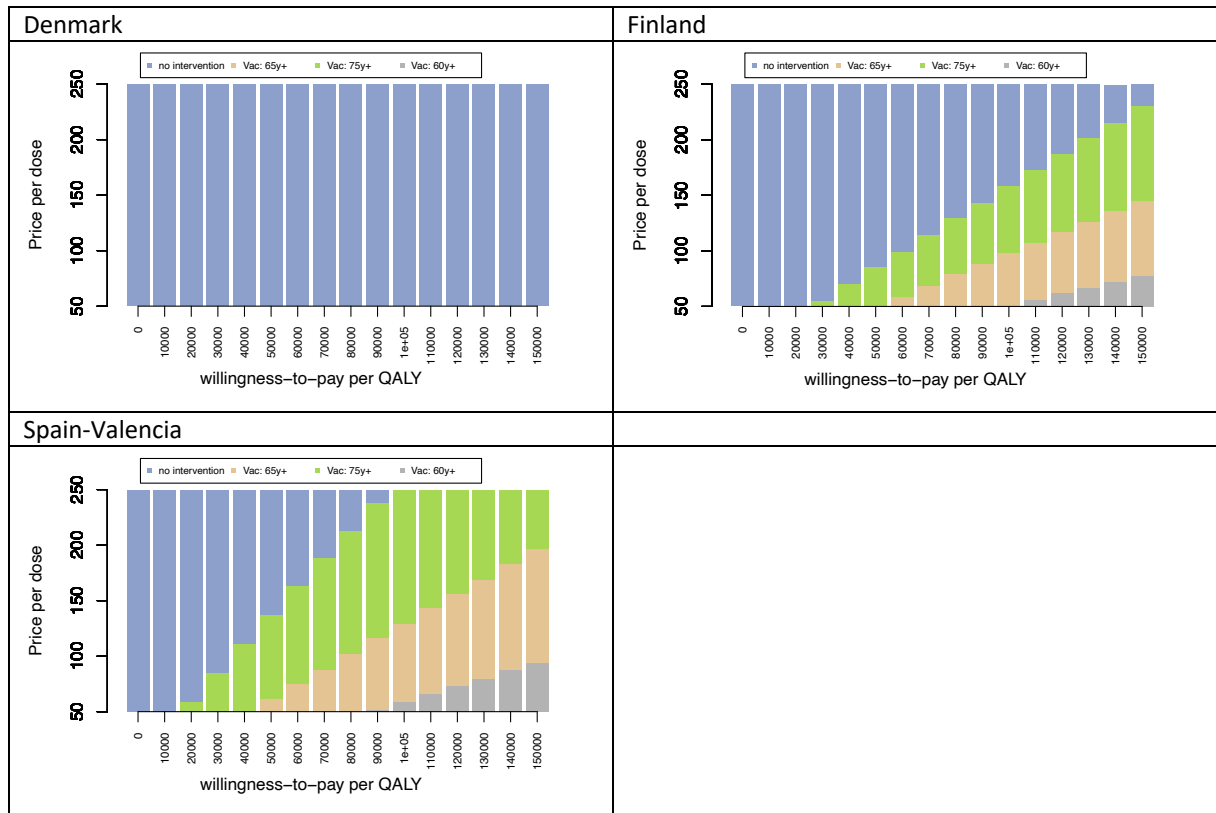 Denmark
no intervention Vac: 65y+ Vac: 75y+ Vac: 60y+
250
200
150
100
50
Price per dose
0 10000 20000 30000 40000 50000 60000 70000 80000 90000 1e+05 110000 120000 130000 140000 150000
willingness−to−pay per QALY
Finland
no intervention Vac: 65y+ Vac: 75y+ Vac: 60y+
250
200
150
100
50
Price per dose
0 10000 20000 30000 40000 50000 60000 70000 80000 90000 1e+05 110000 120000 130000 140000 150000
willingness−to−pay per QALY
Spain-Valencia
no intervention Vac: 65y+ Vac: 75y+ Vac: 60y+
250
200
150
100
50
Price per dose
0 10000 20000 30000 40000 50000 60000 70000 80000 90000 1e+05 110000 120000 130000 140000 150000
willingness−to−pay per QALY